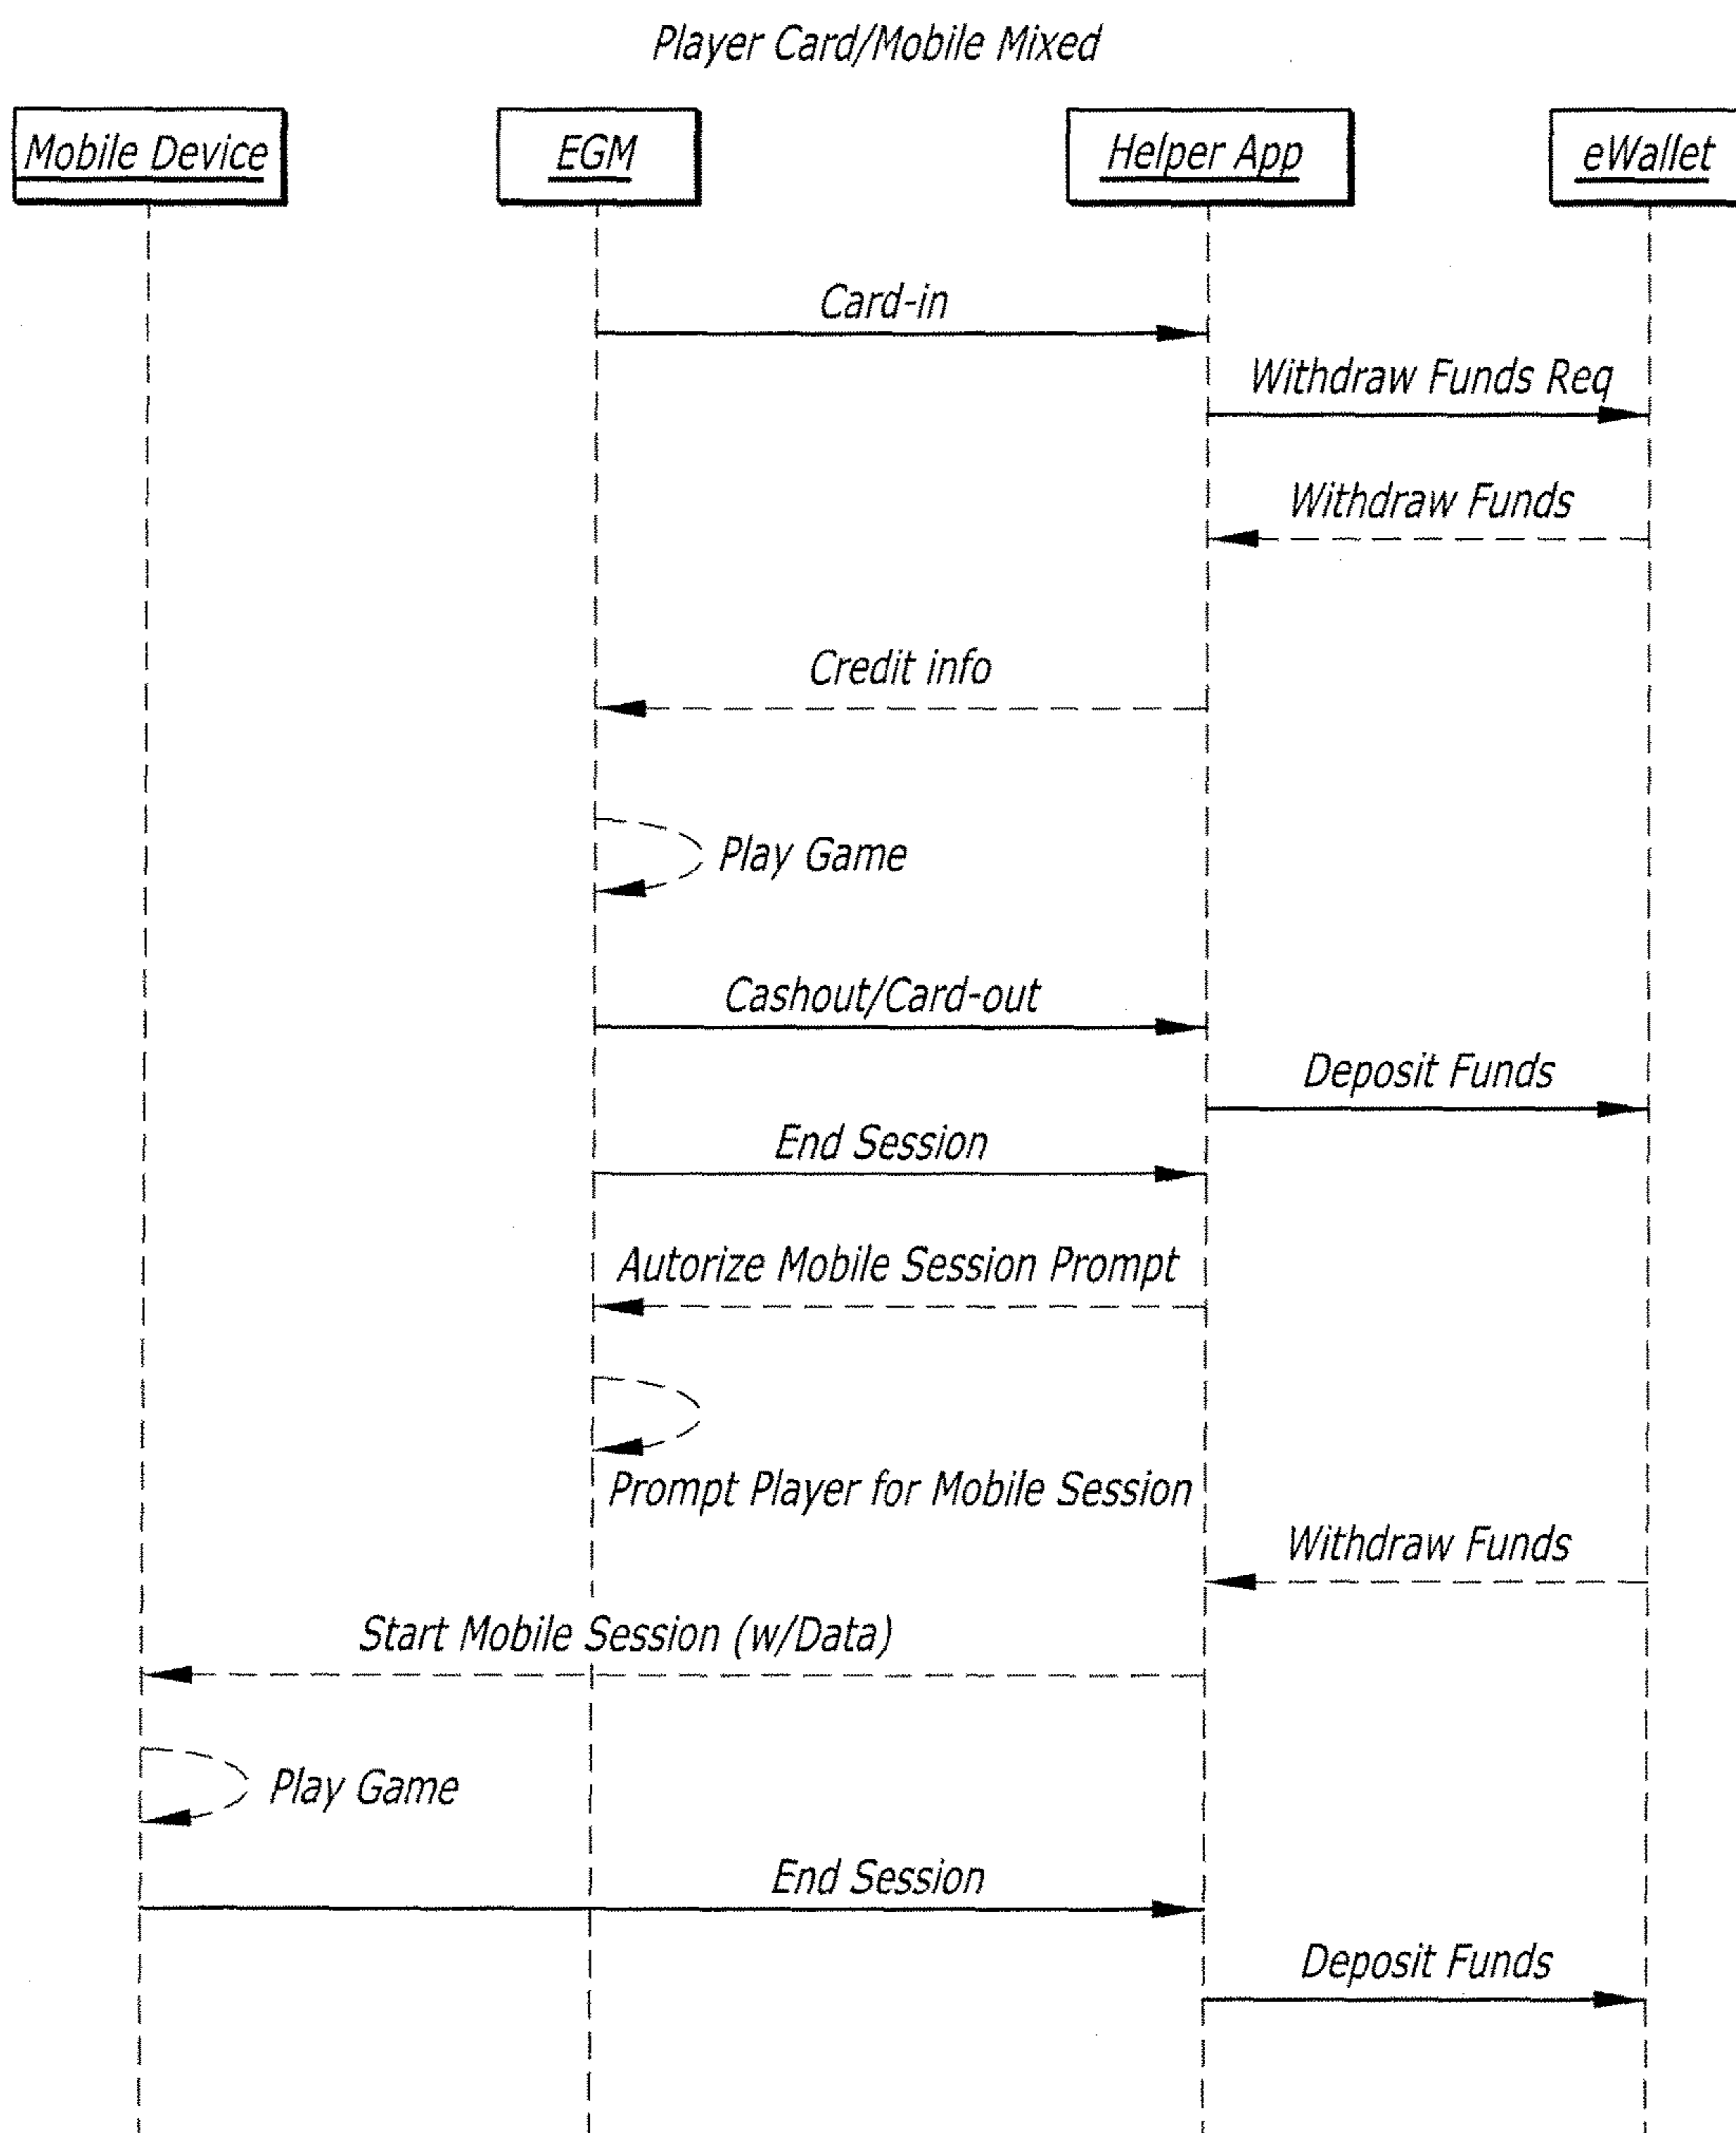 Player Card/Mobile Mixed
Mobile Device
EGM
Helper App
eWallet
Card-in
Withdraw Funds Req
Withdraw Funds
Credit info
Play Game
Cashout/Card-out
Deposit Funds
End Session
Autorize Mobile Session Prompt
Prompt Player for Mobile Session
Withdraw Funds
Start Mobile Session (w/Data)
Play Game
End Session
Deposit Funds